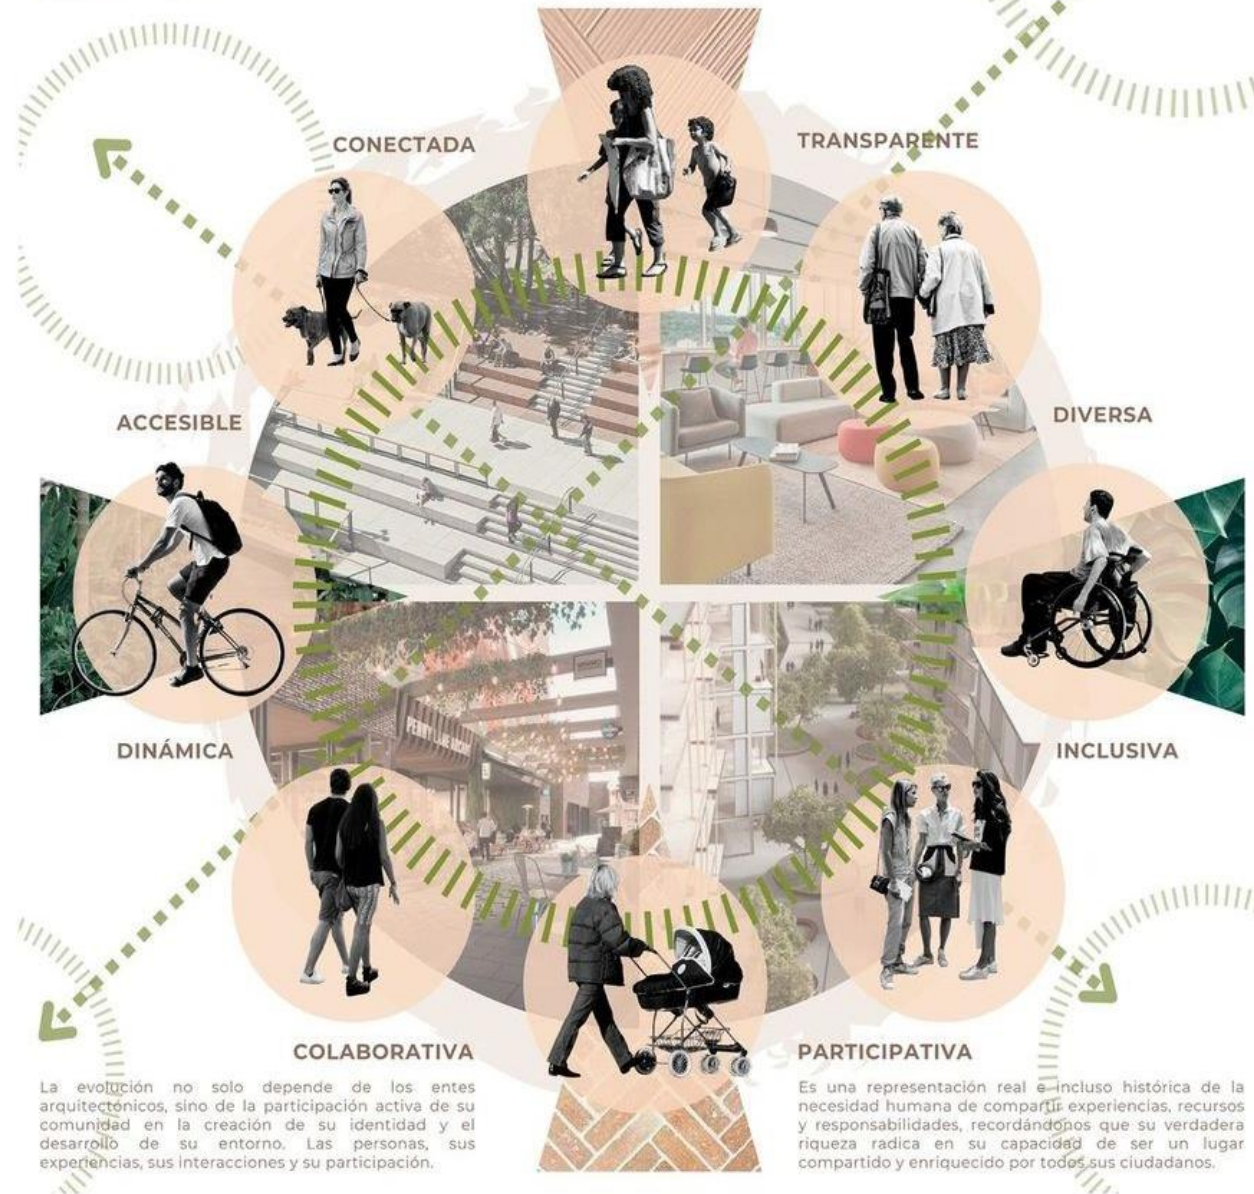 CONECTADA
TRANSPARENTE
ACCESIBLE
DIVERSA
DINÁMICA
INCLUSIVA
COLABORATIVA
La evolución no solo depende de los entes
arquitectónicos, sino de la participación activa de su
comunidad en la creación de su identidad y el
desarrollo de su entorno. Las personas, sus
experiencias, sus interacciones y su participación.
PARTICIPATIVA
Es una representación real e incluso histórica de la
necesidad humana de compartir experiencias, recursos
y responsabilidades, recordándonos que su verdadera
riqueza radica en su capacidad de ser un lugar
compartido y enriquecido por todos sus ciudadanos.